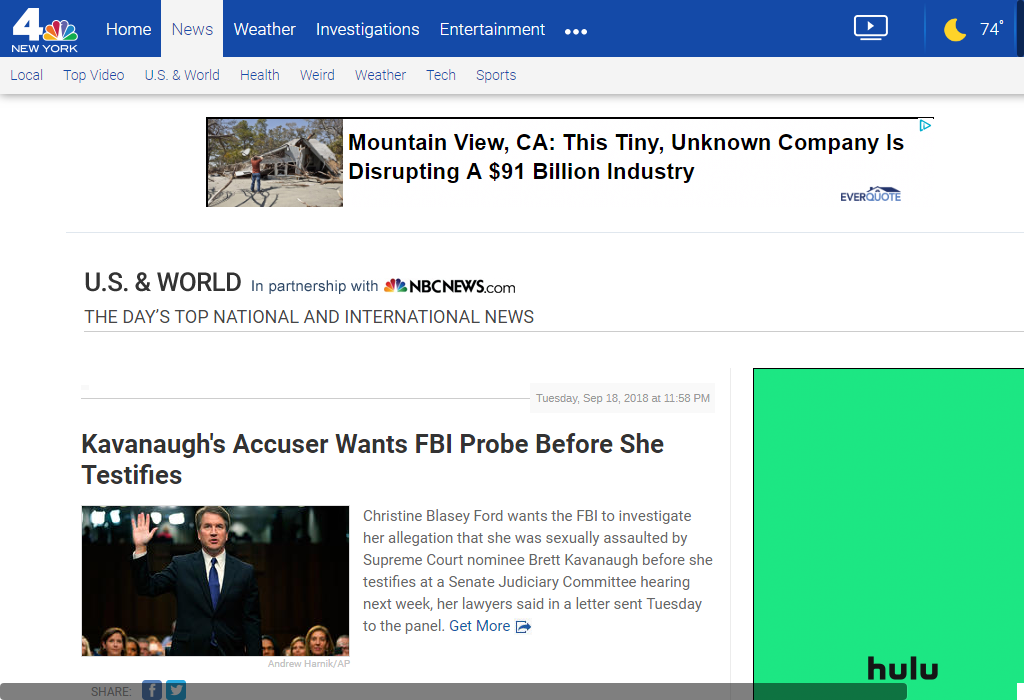 4
NEW YORK
Home News Weather Investigations Entertainment
74°
Local Top Video U.S. & World Health Weird Weather Tech Sports
Mountain View, CA: This Tiny, Unknown Company Is
Disrupting A $91 Billion Industry
EVERQUOTE
U.S. & WORLD In partnership with NBCNEWS.com
THE DAY'S TOP NATIONAL AND INTERNATIONAL NEWS
Tuesday, Sep 18, 2018 at 11:58 PM
Kavanaugh's Accuser Wants FBI Probe Before She
Testifies
Christine Blasey Ford wants the FBI to investigate
her allegation that she was sexually assaulted by
Supreme Court nominee Brett Kavanaugh before she
testifies at a Senate Judiciary Committee hearing
next week, her lawyers said in a letter sent Tuesday
to the panel. Get More
Andrew Harnik/AP
hulu
SHARE: